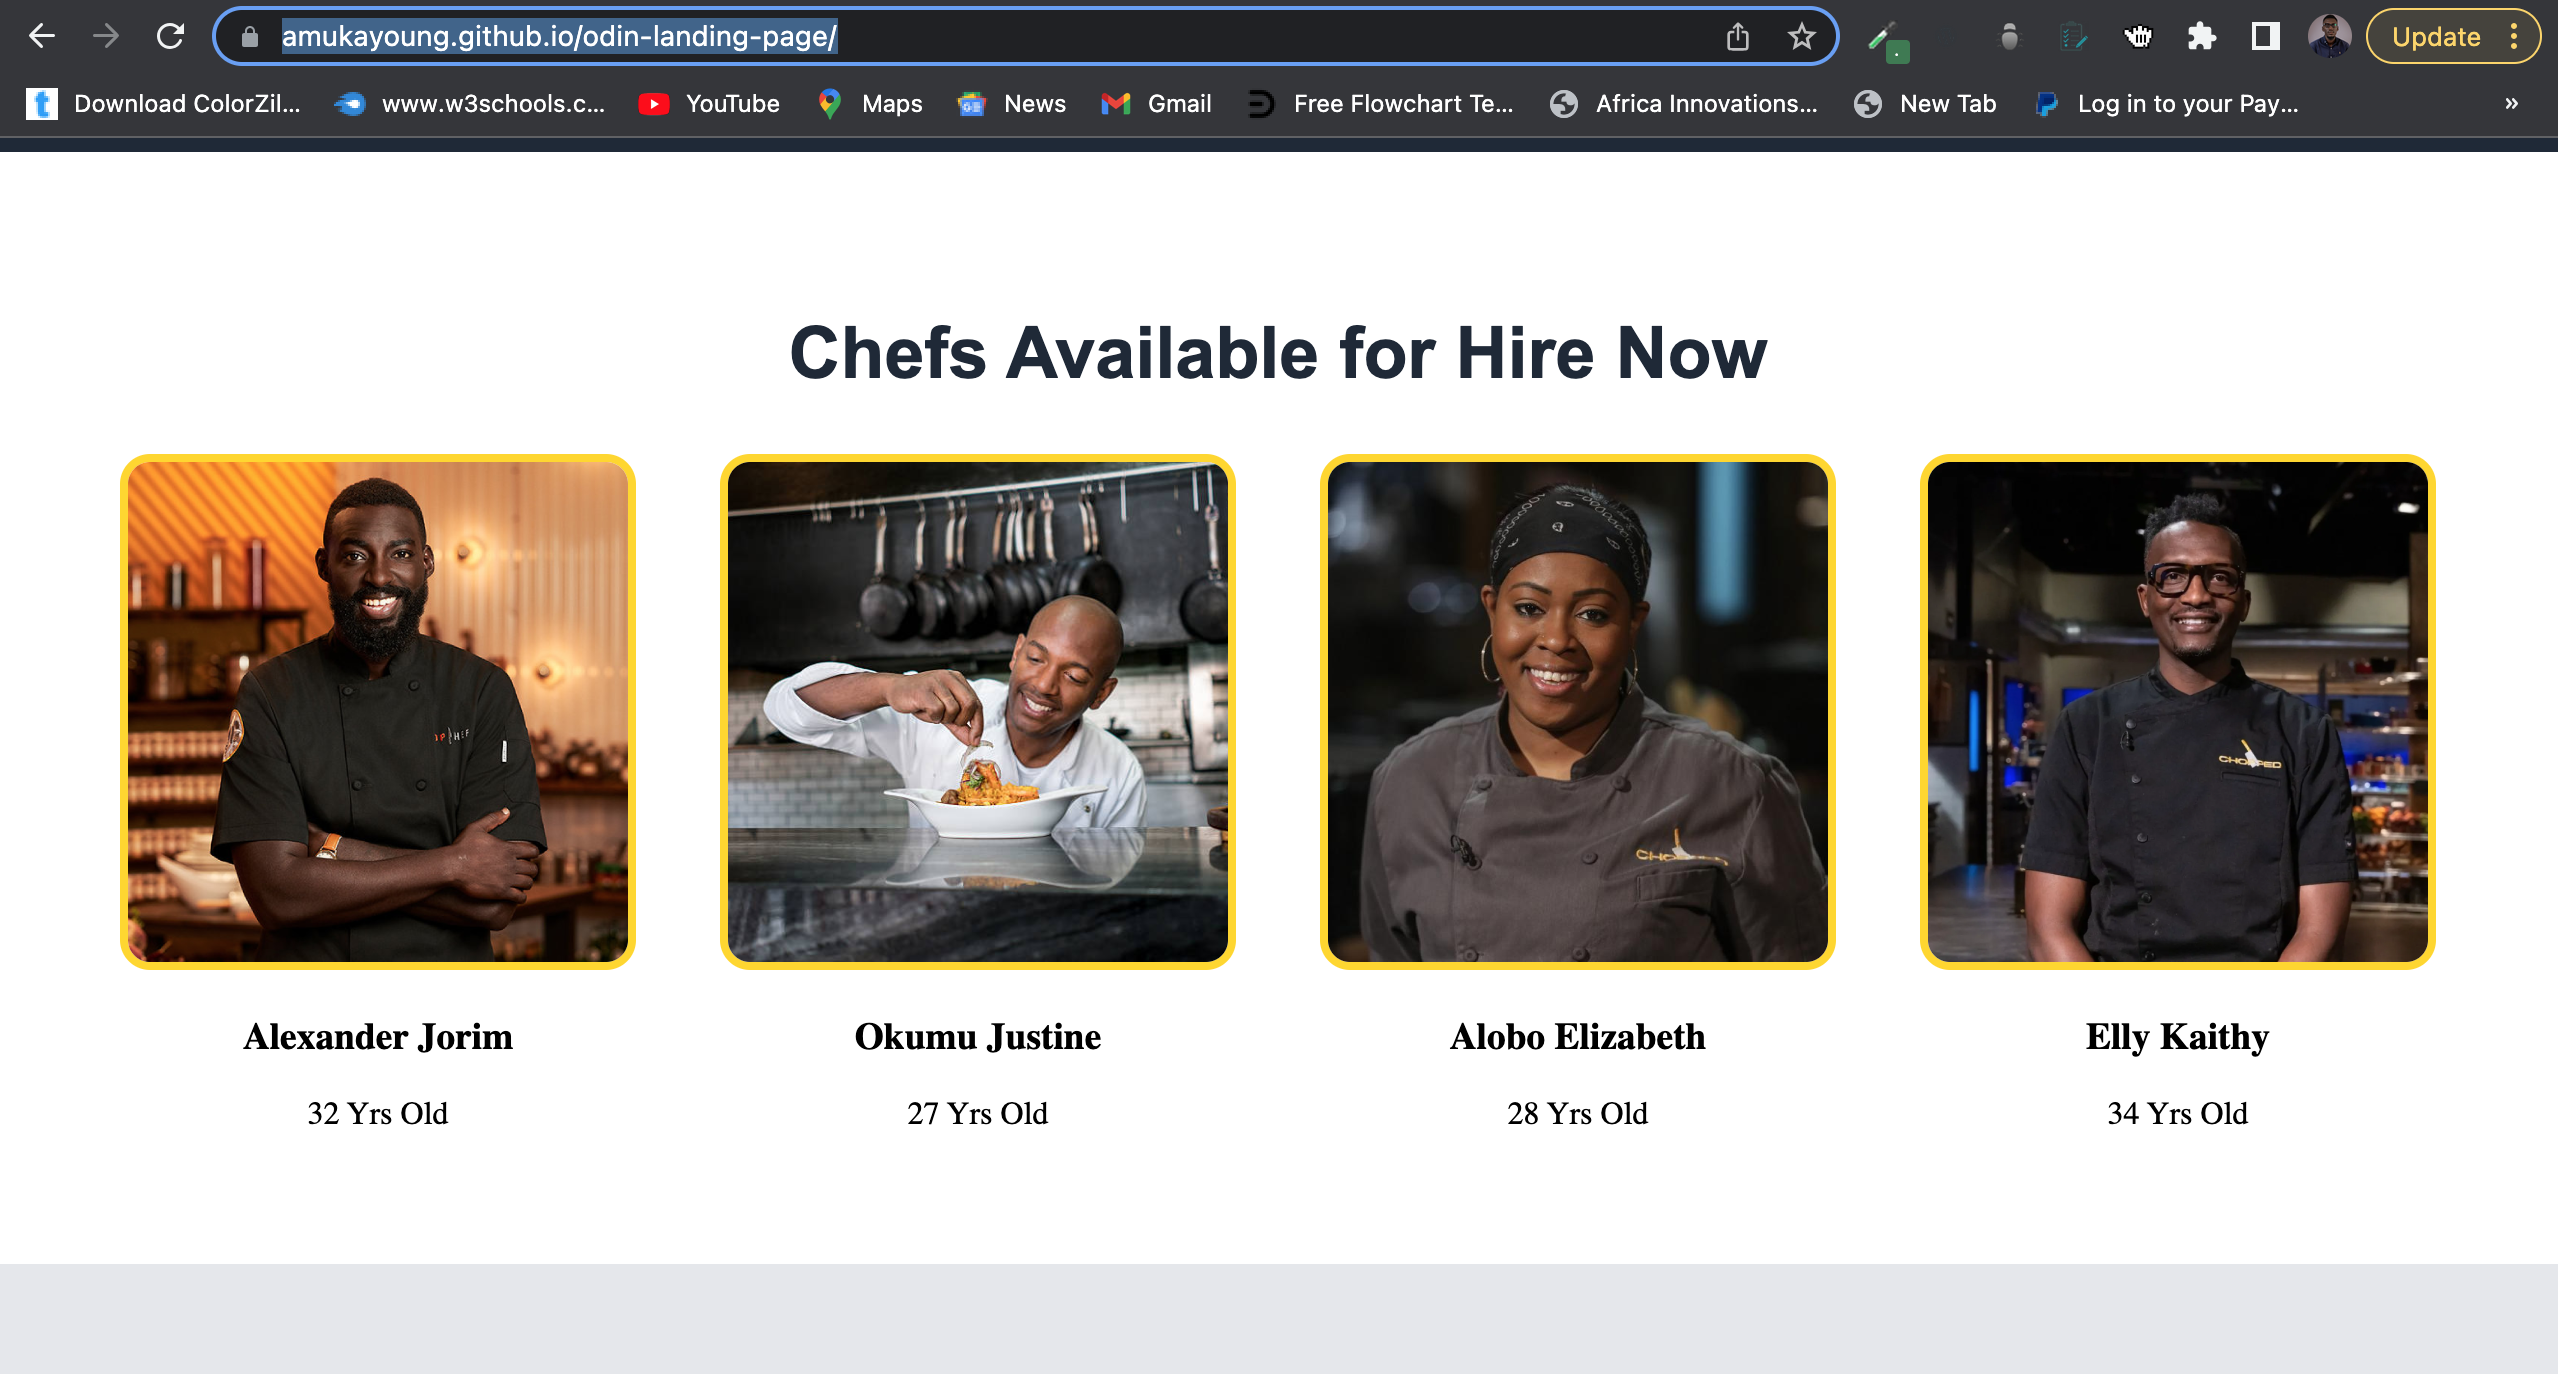 amukayoung.github.io/odin-landing-page/
Update
Download ColorZil...
www.w3schools.c...
YouTube
Maps
News
Gmail
Free Flowchart Te...
Africa Innovations...
New Tab
Log in to your Pay...
»
Chefs Available for Hire Now
CHOPPED
Alexander Jorim
Okumu Justine
Alobo Elizabeth
Elly Kaithy
32 Yrs Old
27 Yrs Old
28 Yrs Old
34 Yrs Old